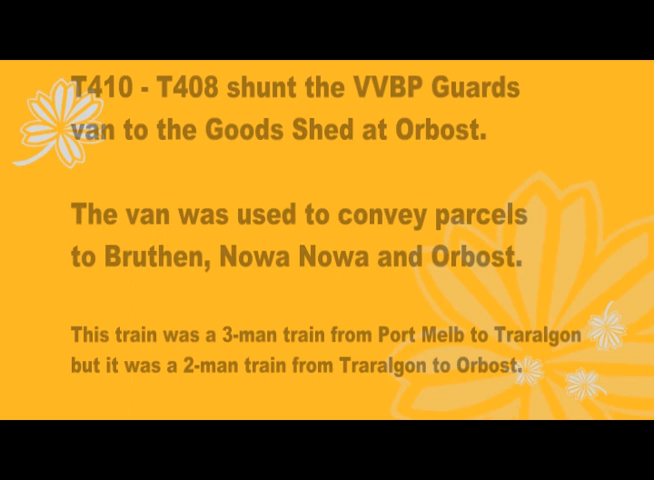 T410 - T408 shunt the VVBP Guards
van to the Goods Shed at Orbost.
The van was used to convey parcels
to Bruthen, Nowa Nowa and Orbost.
This train was a 3-man train from Port Melb to Traralgon
but it was a 2-man train from Traralgon to Orbost.